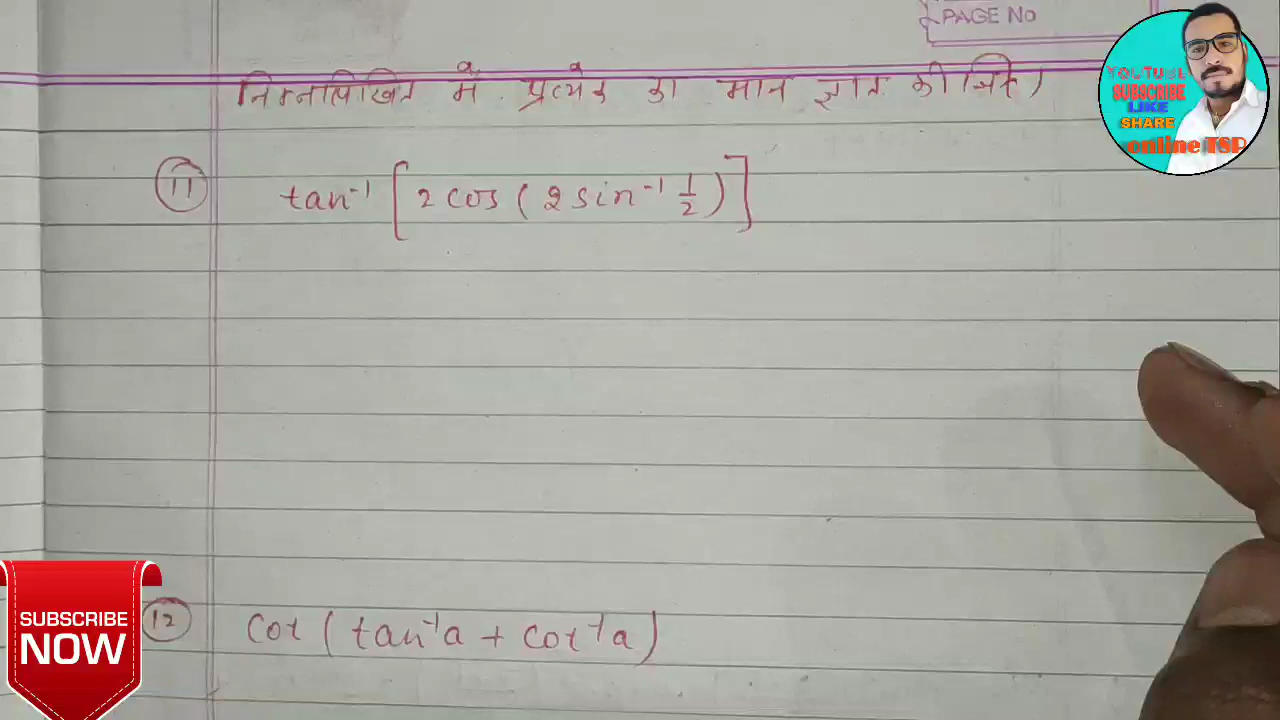 PAGE No
YOUTUBE
SUBSCRIBE
LIKE
SHARE
online TSP
निम्नलिखित में प्रत्येक का मान ज्ञात कीजिए।
11 tan⁻¹ [2 cos (2 sin⁻¹ 1/2)]
12 cot (tan⁻¹a + cot⁻¹a)
SUBSCRIBE
NOW